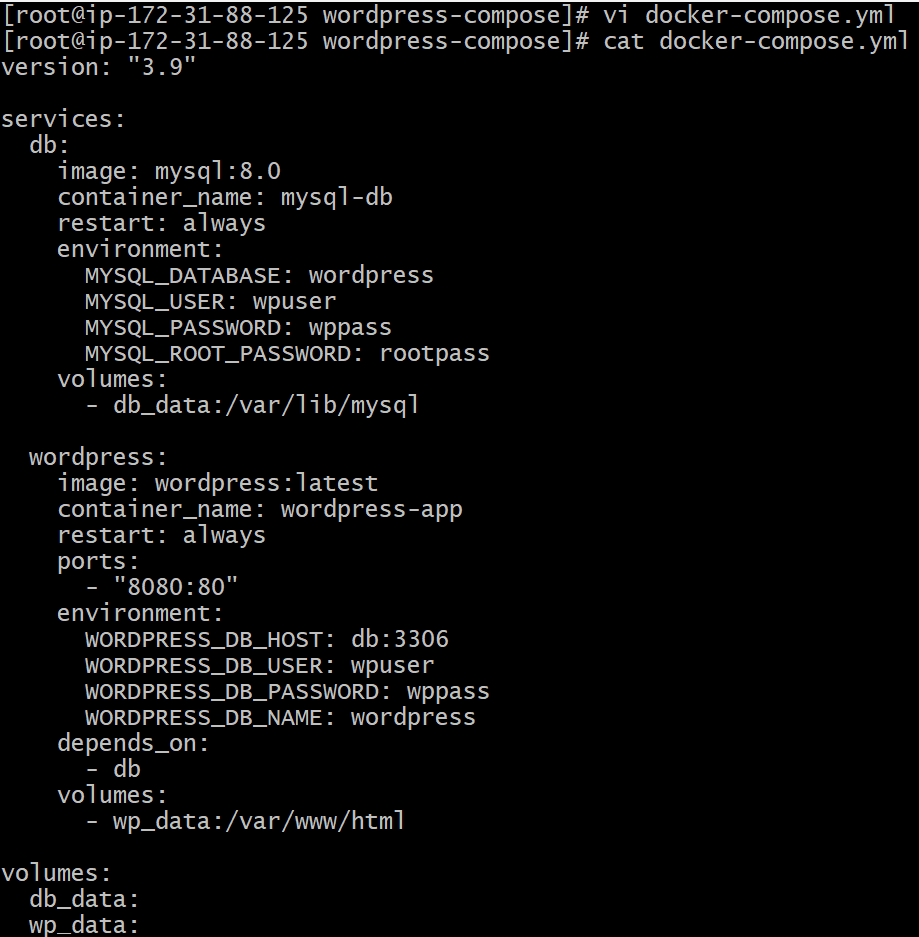 [root@ip-172-31-88-125 wordpress-compose]# vi docker-compose.yml
[root@ip-172-31-88-125 wordpress-compose]# cat docker-compose.yml
version: "3.9"

services:
  db:
    image: mysql:8.0
    container_name: mysql-db
    restart: always
    environment:
      MYSQL_DATABASE: wordpress
      MYSQL_USER: wpuser
      MYSQL_PASSWORD: wppass
      MYSQL_ROOT_PASSWORD: rootpass
    volumes:
      - db_data:/var/lib/mysql

  wordpress:
    image: wordpress:latest
    container_name: wordpress-app
    restart: always
    ports:
      - "8080:80"
    environment:
      WORDPRESS_DB_HOST: db:3306
      WORDPRESS_DB_USER: wpuser
      WORDPRESS_DB_PASSWORD: wppass
      WORDPRESS_DB_NAME: wordpress
    depends_on:
      - db
    volumes:
      - wp_data:/var/www/html

volumes:
  db_data:
  wp_data: